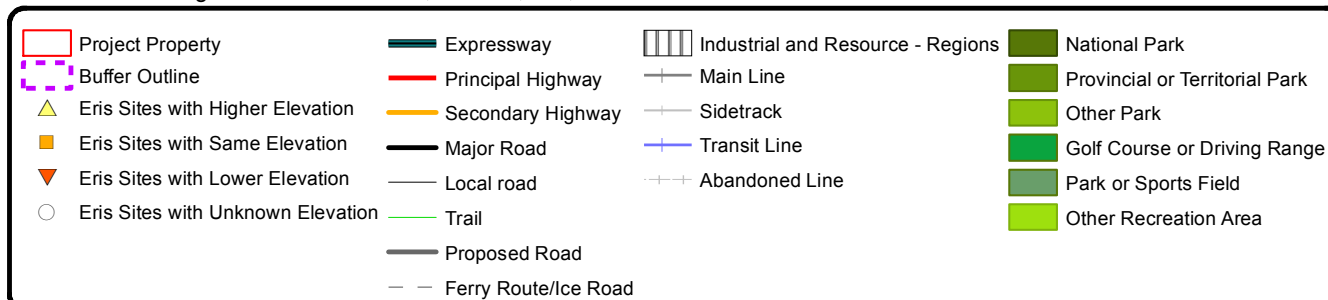 Project Property
Buffer Outline
Eris Sites with Higher Elevation
Eris Sites with Same Elevation
Eris Sites with Lower Elevation
Eris Sites with Unknown Elevation
Expressway
Principal Highway
Secondary Highway
Major Road
Local road
Trail
Proposed Road
Ferry Route/Ice Road
Industrial and Resource - Regions
Main Line
Sidetrack
Transit Line
Abandoned Line
National Park
Provincial or Territorial Park
Other Park
Golf Course or Driving Range
Park or Sports Field
Other Recreation Area